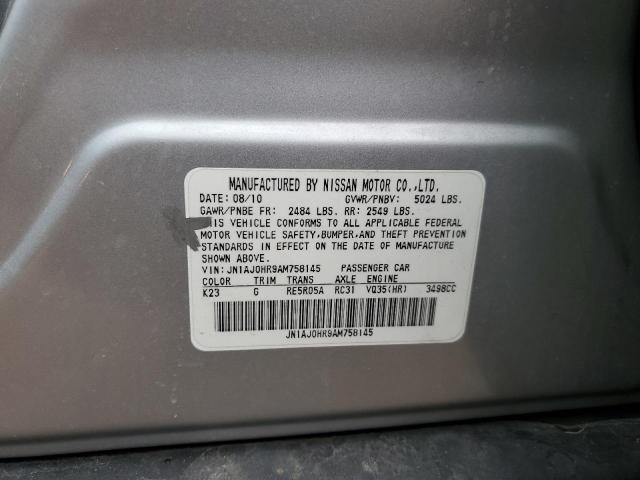 MANUFACTURED BY NISSAN MOTOR CO.,LTD.
DATE: 08/10 GVWR/PNBV: 5024 LBS.
GAWR/PNBE FR: 2484 LBS. RR: 2549 LBS.
IS VEHICLE CONFORMS TO ALL APPLICABLE FEDERAL
MOTOR VEHICLE SAFETY,BUMPER,AND THEFT PREVENTION
STANDARDS IN EFFECT ON THE DATE OF MANUFACTURE
SHOWN ABOVE.
VIN: JN1AJ0HR9AM758145 PASSENGER CAR
COLOR TRIM TRANS AXLE ENGINE
K23 G RE5R05A RC31 VQ35(HR) 3498CC
JN1AJ0HR9AM758145